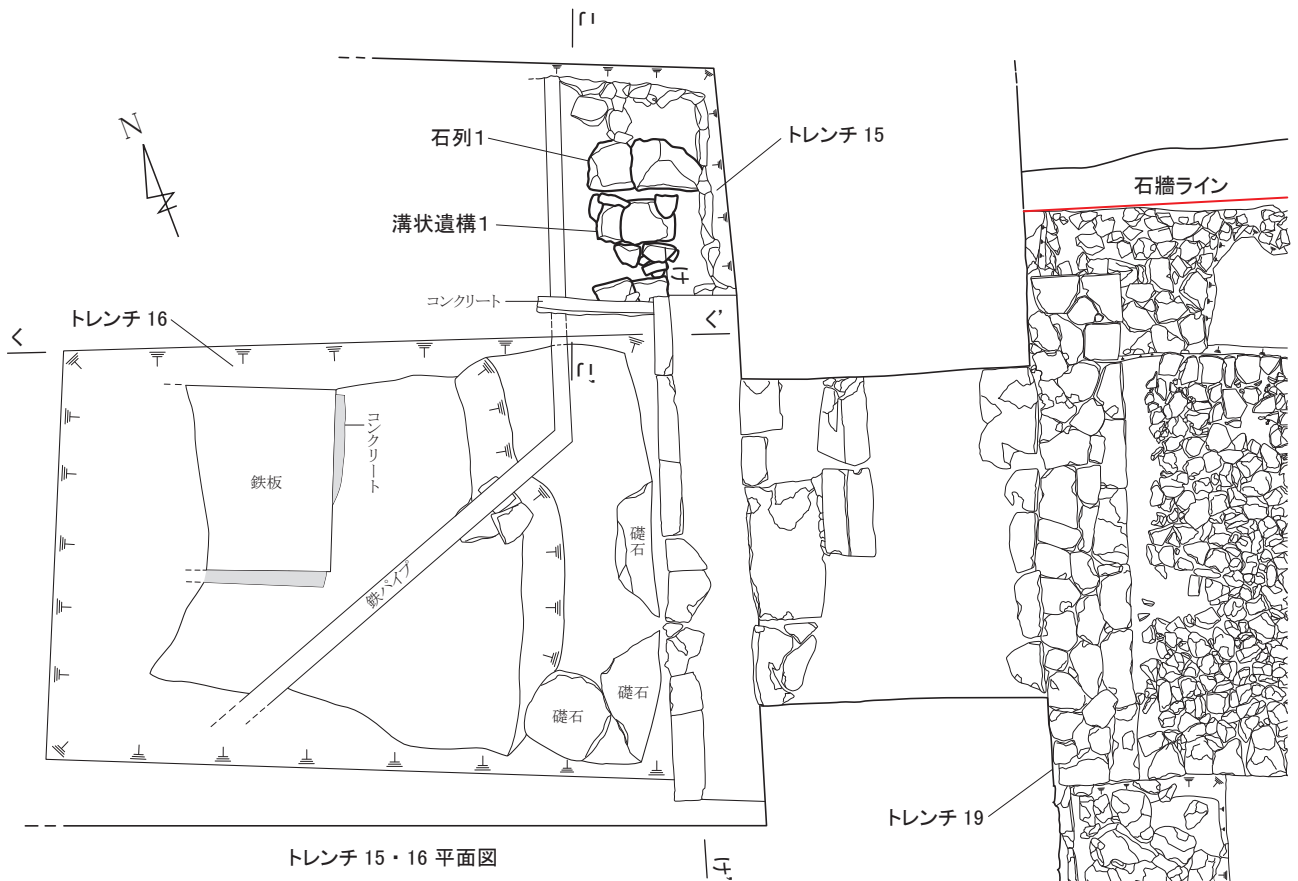 こ
N
石列1
トレンチ 15
石牆ライン
溝状遺構1
け
コンクリート
トレンチ 16
く
く'
こ'
コンクリート
鉄板
礎石
鉄パイプ
礎石
礎石
トレンチ 19
トレンチ 15・16 平面図
け'